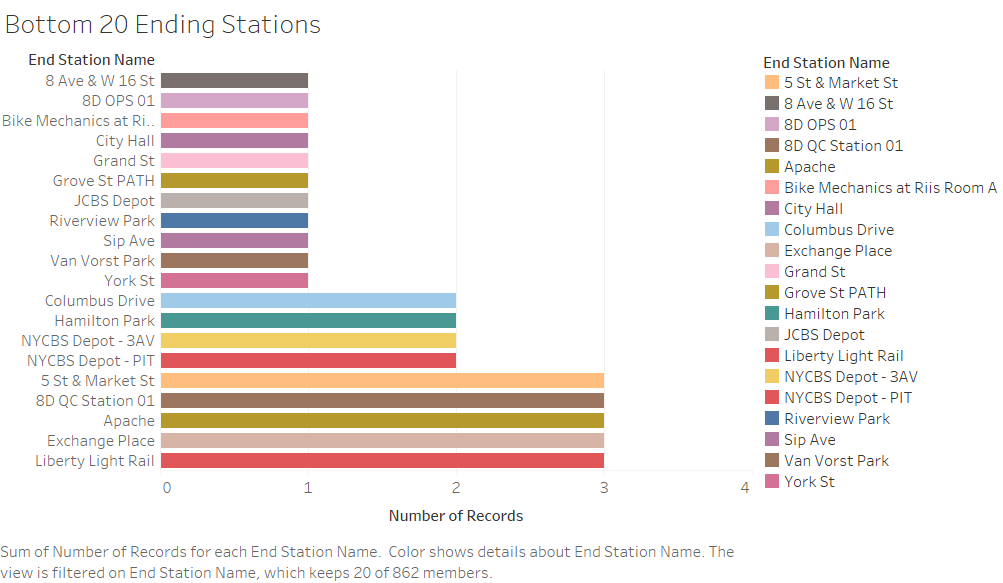 Bottom 20 Ending Stations
End Station Name
8 Ave & W 16 St
8D OPS 01
Bike Mechanics at Ri..
City Hall
Grand St
Grove St PATH
JCBS Depot
Riverview Park
Sip Ave
Van Vorst Park
York St
Columbus Drive
Hamilton Park
NYCBS Depot - 3AV
NYCBS Depot - PIT
5 St & Market St
8D QC Station 01
Apache
Exchange Place
Liberty Light Rail
0 1 2 3 4
Number of Records
End Station Name
5 St & Market St
8 Ave & W 16 St
8D OPS 01
8D QC Station 01
Apache
Bike Mechanics at Riis Room A
City Hall
Columbus Drive
Exchange Place
Grand St
Grove St PATH
Hamilton Park
JCBS Depot
Liberty Light Rail
NYCBS Depot - 3AV
NYCBS Depot - PIT
Riverview Park
Sip Ave
Van Vorst Park
York St
Sum of Number of Records for each End Station Name.  Color shows details about End Station Name. The
view is filtered on End Station Name, which keeps 20 of 862 members.